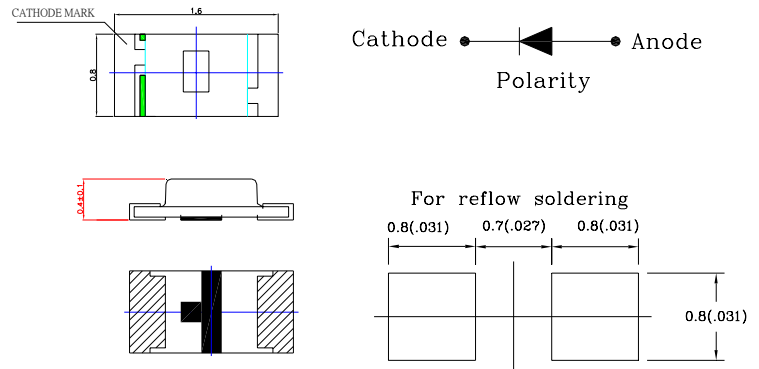 CATHODE MARK
1.6
0.8
Cathode
Anode
Polarity
0.4±0.1
For reflow soldering
0.8(.031)
0.7(.027)
0.8(.031)
0.8(.031)